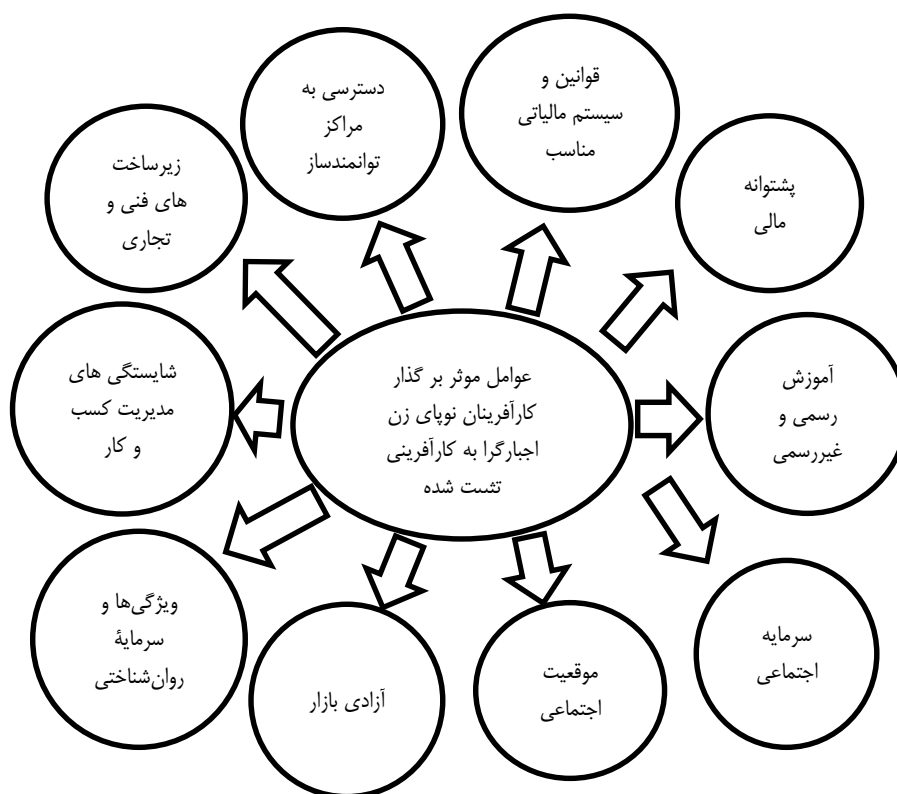 قوانین و
سیستم مالیاتی
مناسب
دسترسی به
مراکز
توانمندساز
پشتوانه
مالی
زیرساخت
های فنی و
تجاری
آموزش
رسمی و
غیررسمی
عوامل موثر بر گذار
کارآفرینان نوپای زن
اجبارگرا به کارآفرینی
تثبیت شده
شایستگی های
مدیریت کسب
و کار
سرمایه
اجتماعی
ویژگی‌ها و
سرمایۀ
روان‌شناختی
موقعیت
اجتماعی
آزادی بازار